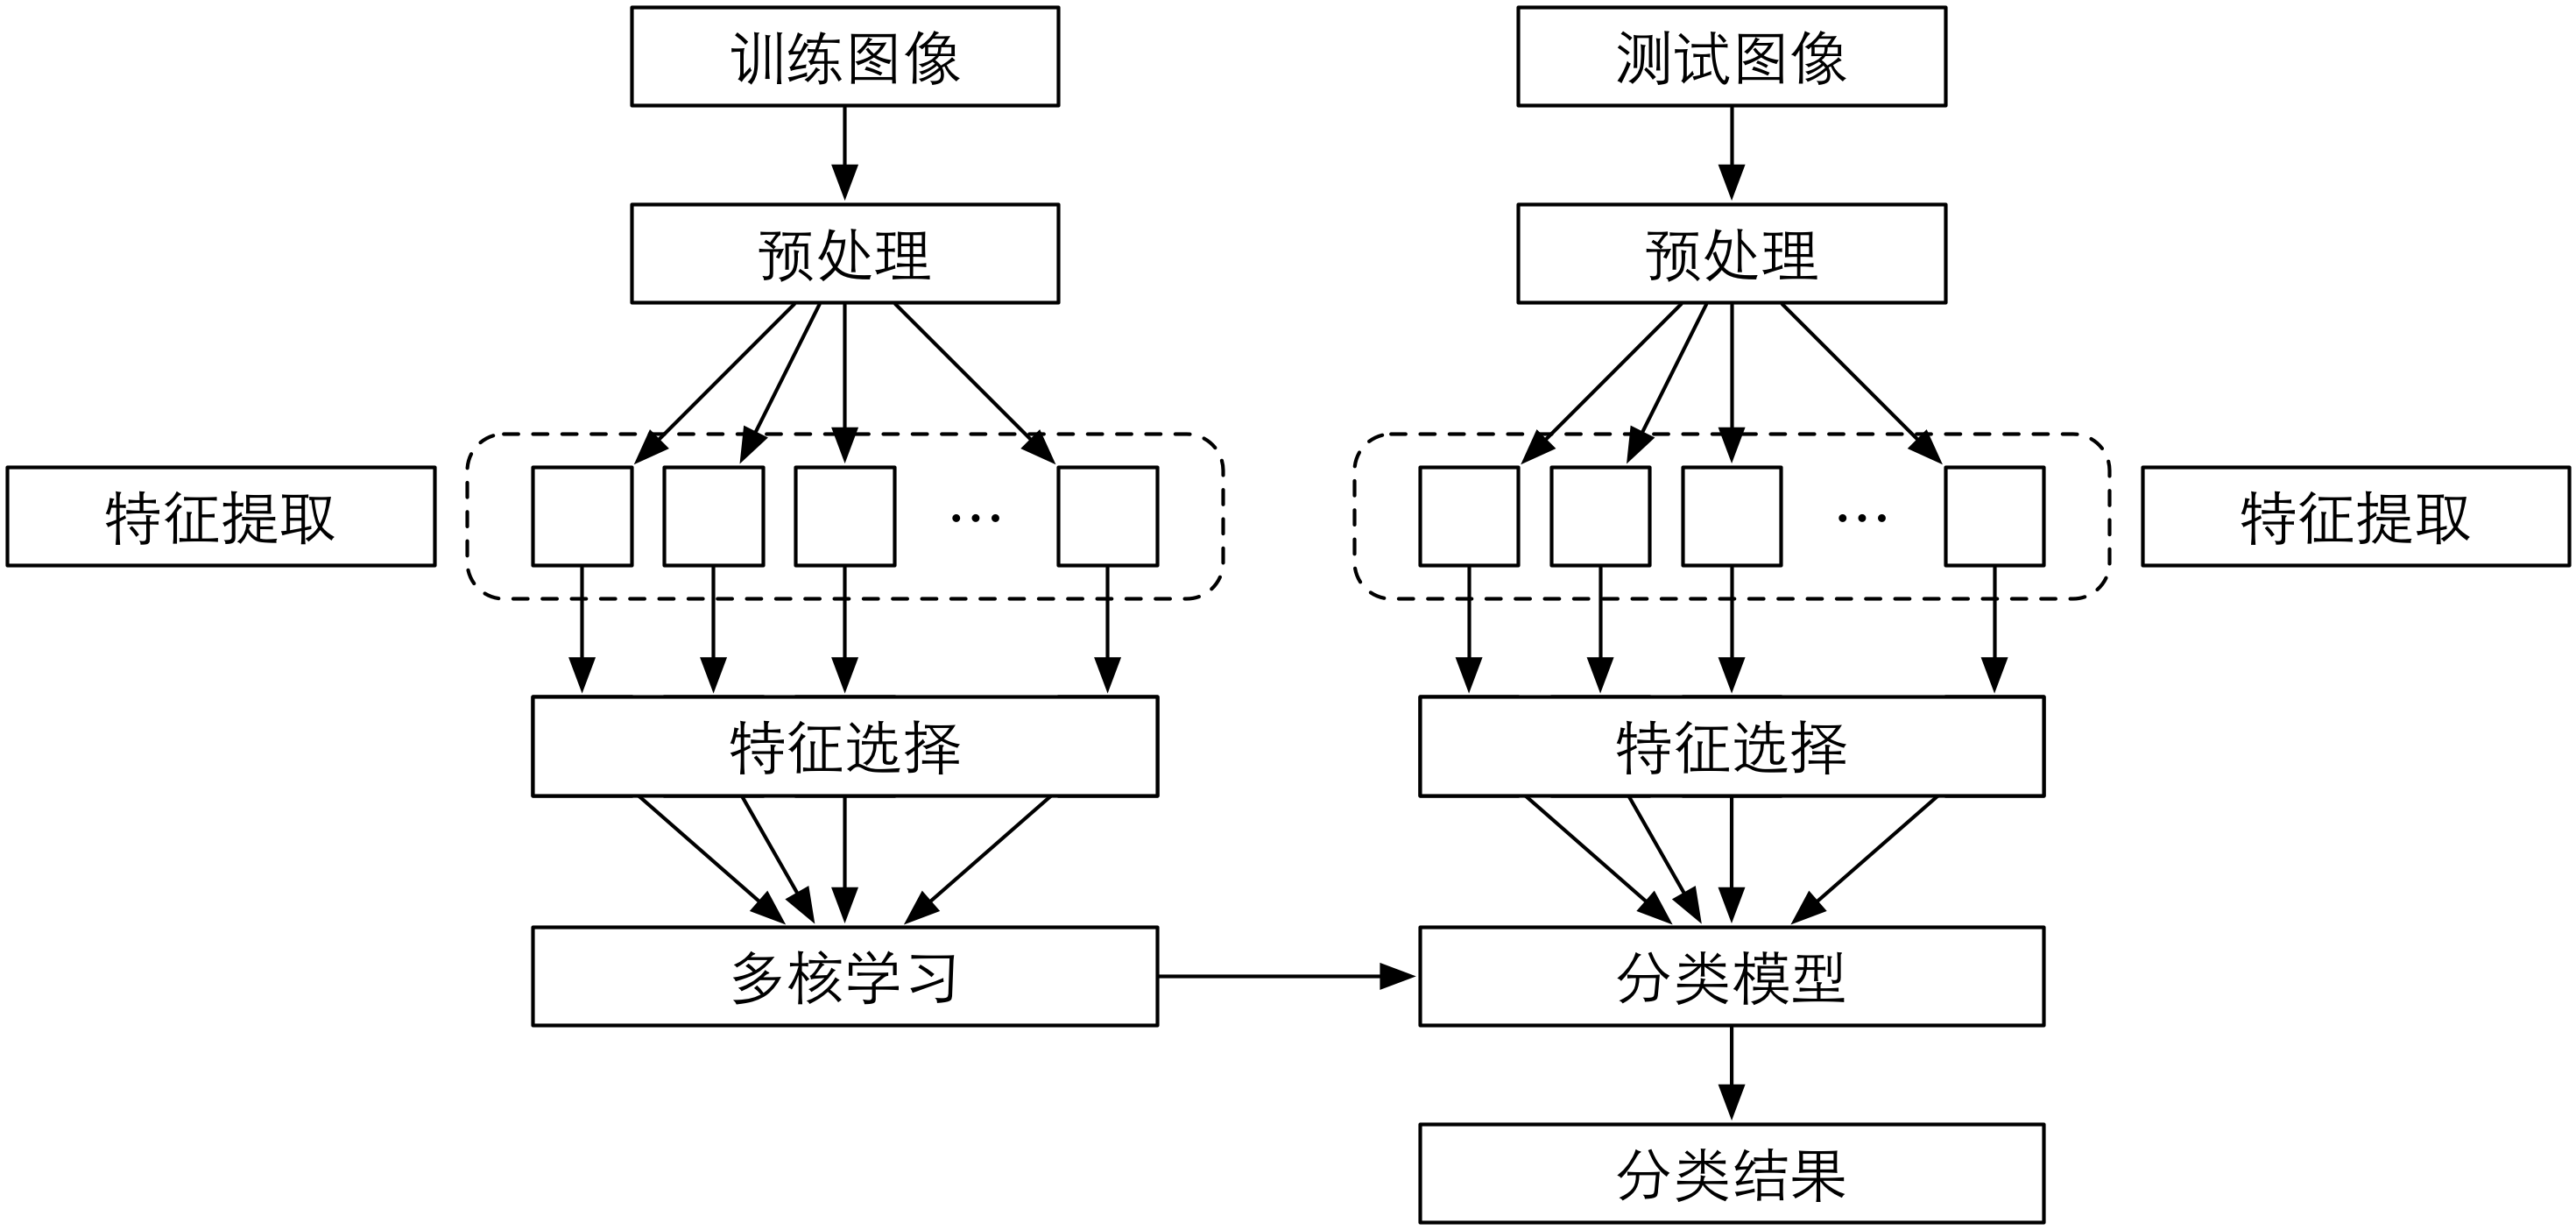 训练图像
测试图像
预处理
预处理
特征提取
…
…
特征提取
特征选择
特征选择
多核学习
分类模型
分类结果